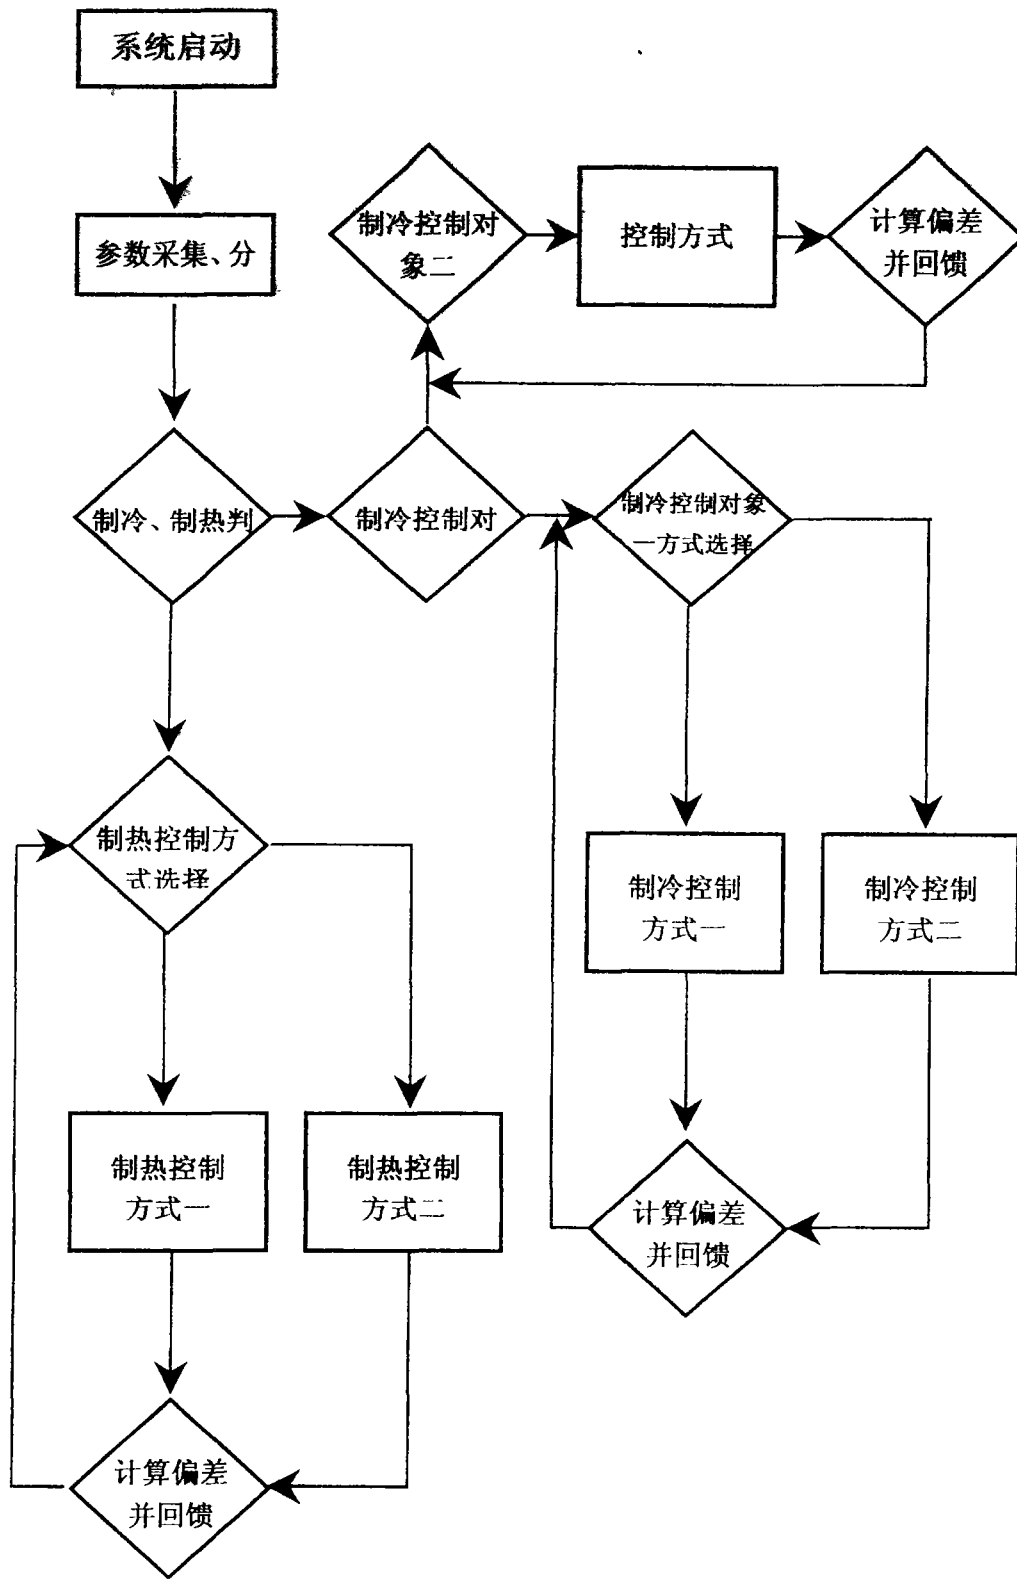 系统启动
参数采集、分
制冷控制对
象二
控制方式
计算偏差
并回馈
制冷、制热判
制冷控制对
制冷控制对象
一方式选择
制热控制方
式选择
制冷控制
方式一
制冷控制
方式二
制热控制
方式一
制热控制
方式二
计算偏差
并回馈
计算偏差
并回馈